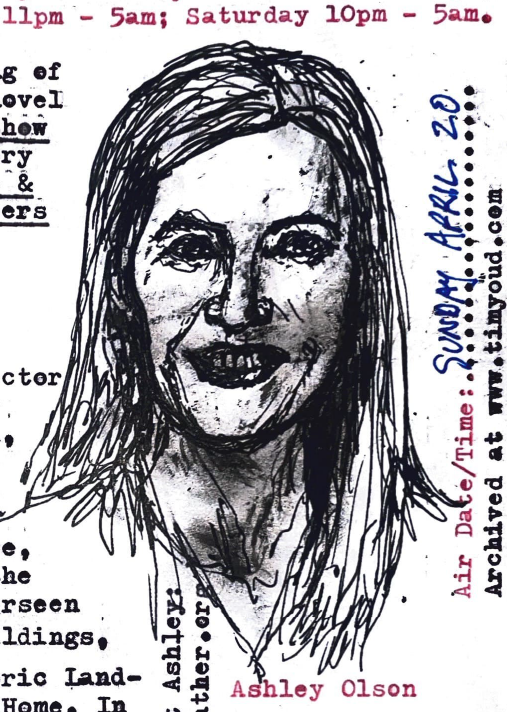 11pm - 5am; Saturday 10pm - 5am.
g of
ovel
how
ry
&
ers
ctor
,
e,
he
rseen
ldings,
ric Land-
Home. In
Ashley:
ather.org
Ashley Olson
Air Date/Time: SUNDAY APRIL 20
Archived at www.timyoud.com